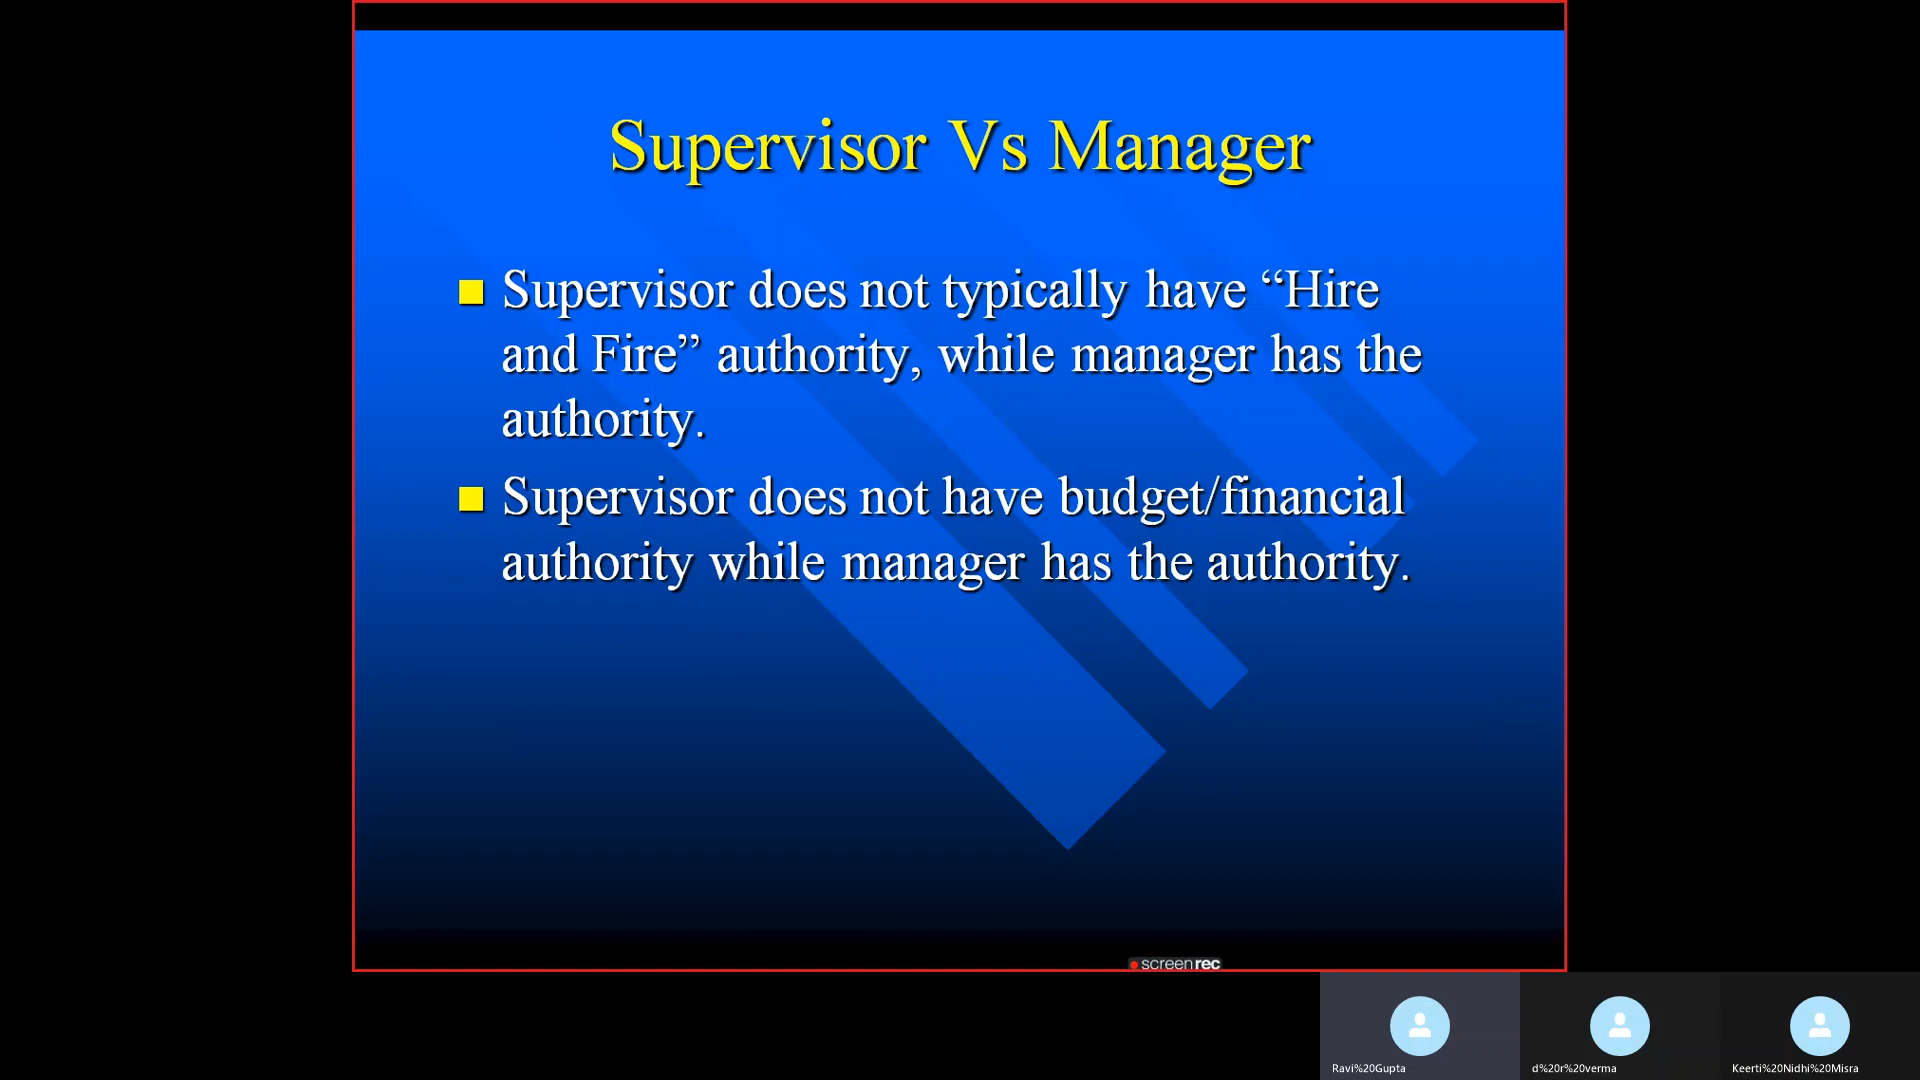 Supervisor Vs Manager
Supervisor does not typically have “Hire
and Fire” authority, while manager has the
authority.
Supervisor does not have budget/financial
authority while manager has the authority.
screenrec
Ravi%20Gupta
d%20r%20verma
Keerti%20Nidhi%20Misra